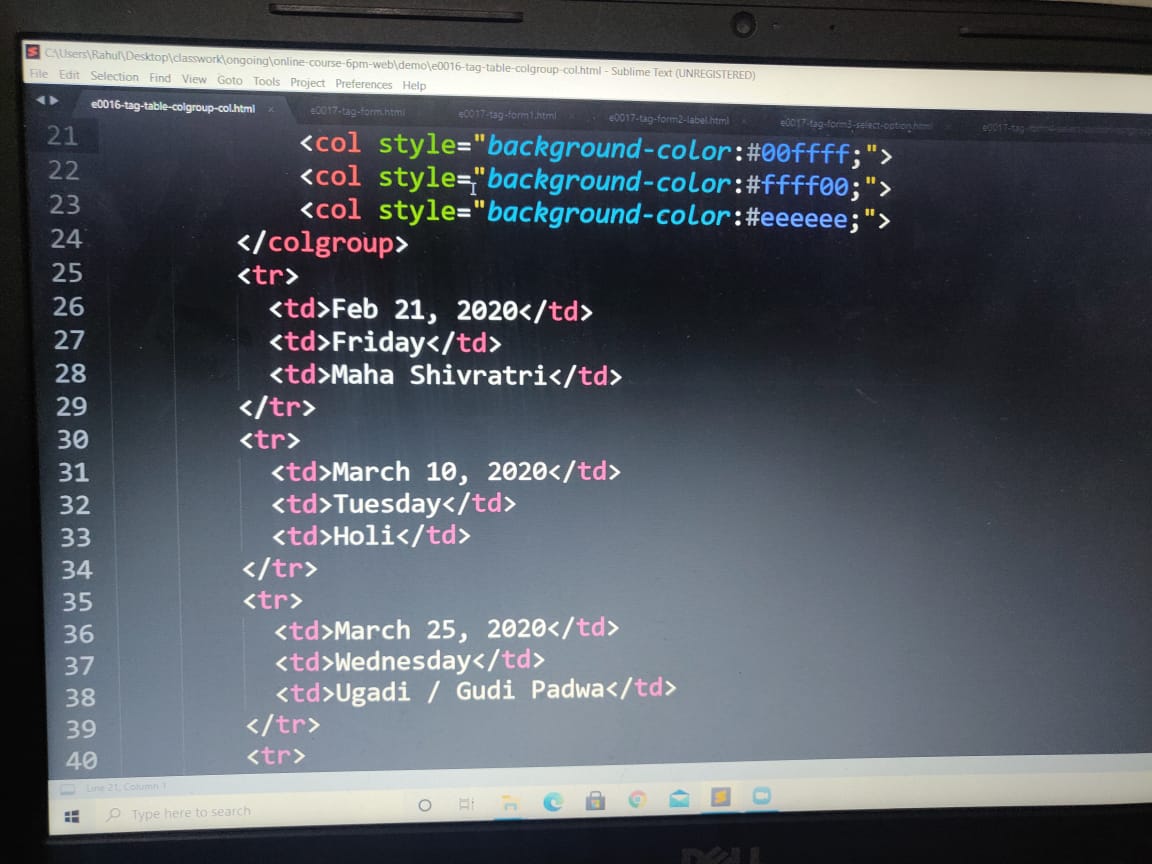 C:\Users\Rahul\Desktop\classwork\ongoing\online-course-6pm-web\demo\e0016-tag-table-colgroup-col.html - Sublime Text (UNREGISTERED)
File Edit Selection Find View Goto Tools Project Preferences Help
e0016-tag-table-colgroup-col.html × e0017-tag-form.html e0017-tag-form1.html e0017-tag-form2-label.html e0017-tag-form3-select-option.html
21 <col style="background-color:#00ffff;">
22 <col style="background-color:#ffff00;">
23 <col style="background-color:#eeeeee;">
24 </colgroup>
25 <tr>
26 <td>Feb 21, 2020</td>
27 <td>Friday</td>
28 <td>Maha Shivratri</td>
29 </tr>
30 <tr>
31 <td>March 10, 2020</td>
32 <td>Tuesday</td>
33 <td>Holi</td>
34 </tr>
35 <tr>
36 <td>March 25, 2020</td>
37 <td>Wednesday</td>
38 <td>Ugadi / Gudi Padwa</td>
39 </tr>
40 <tr>
Line 21, Column 1
Type here to search
DELL